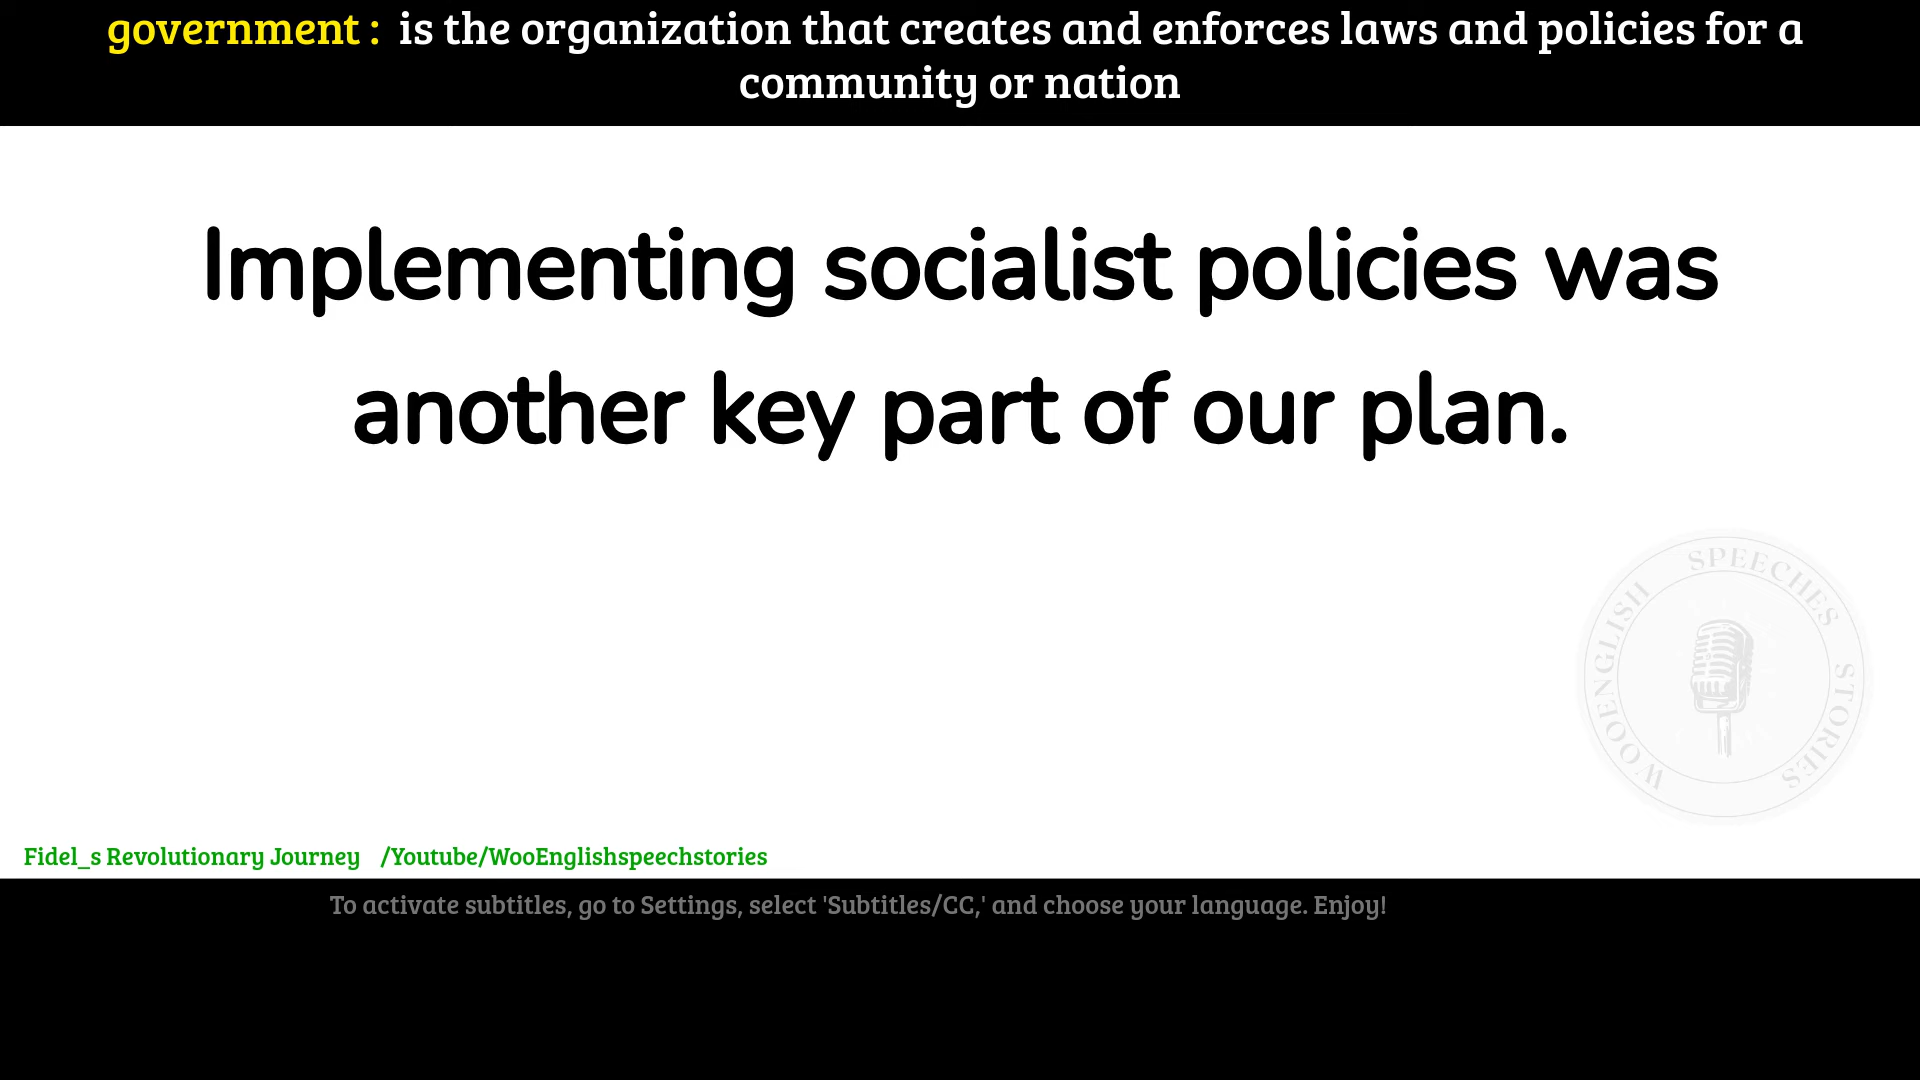 government :  is the organization that creates and enforces laws and policies for a
community or nation
Implementing socialist policies was
another key part of our plan.
WOOENGLISH SPEECHES STORIES
Fidel_s Revolutionary Journey /Youtube/WooEnglishspeechstories
To activate subtitles, go to Settings, select 'Subtitles/CC,' and choose your language. Enjoy!